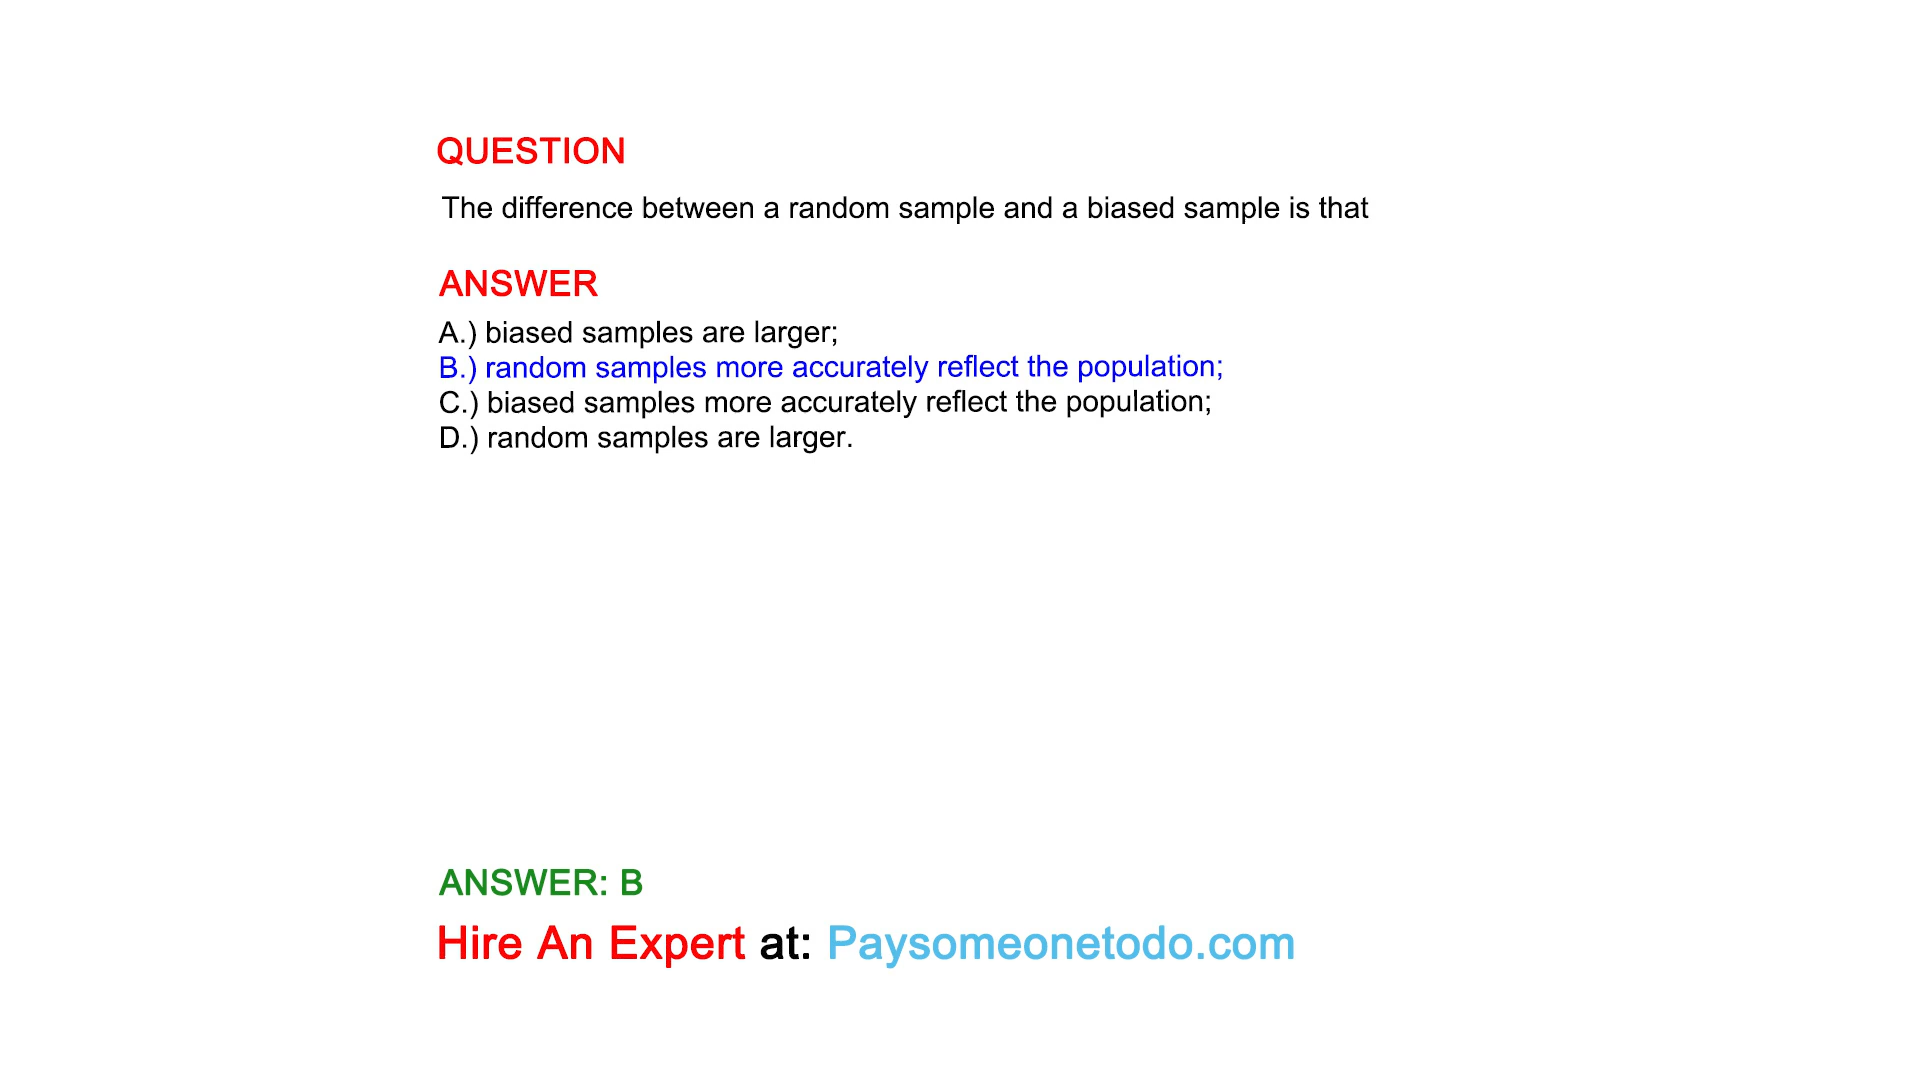 QUESTION
The difference between a random sample and a biased sample is that
ANSWER
A.) biased samples are larger;
B.) random samples more accurately reflect the population;
C.) biased samples more accurately reflect the population;
D.) random samples are larger.
ANSWER: B
Hire An Expert at: Paysomeonetodo.com